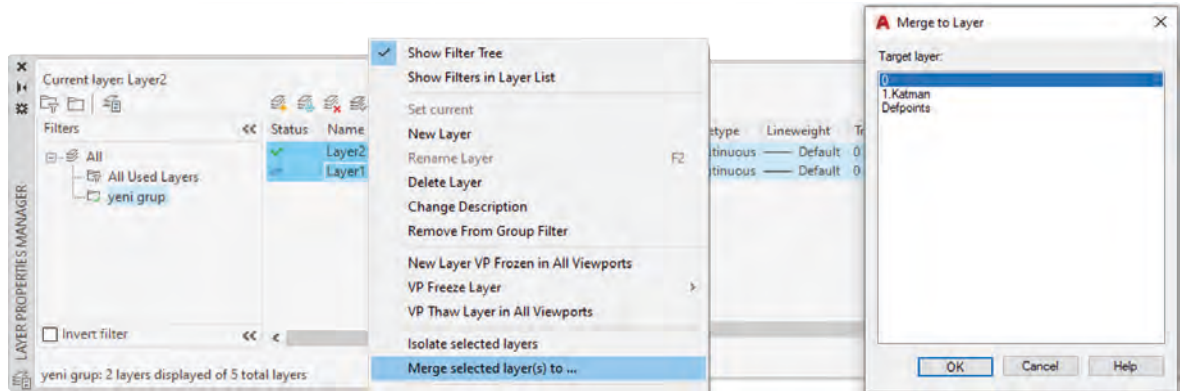 LAYER PROPERTIES MANAGER
Current layer: Layer2
Filters
All
All Used Layers
yeni grup
Invert filter
yeni grup: 2 layers displayed of 5 total layers
Status Name
Layer2
Layer1
Show Filter Tree
Show Filters in Layer List
Set current
New Layer
Rename Layer F2
Delete Layer
Change Description
Remove From Group Filter
New Layer VP Frozen in All Viewports
VP Freeze Layer
VP Thaw Layer in All Viewports
Isolate selected layers
Merge selected layer(s) to ...
etype Lineweight Tr
tinuous Default 0
tinuous Default 0
Merge to Layer
Target layer:
0
1.Katman
Defpoints
OK Cancel Help